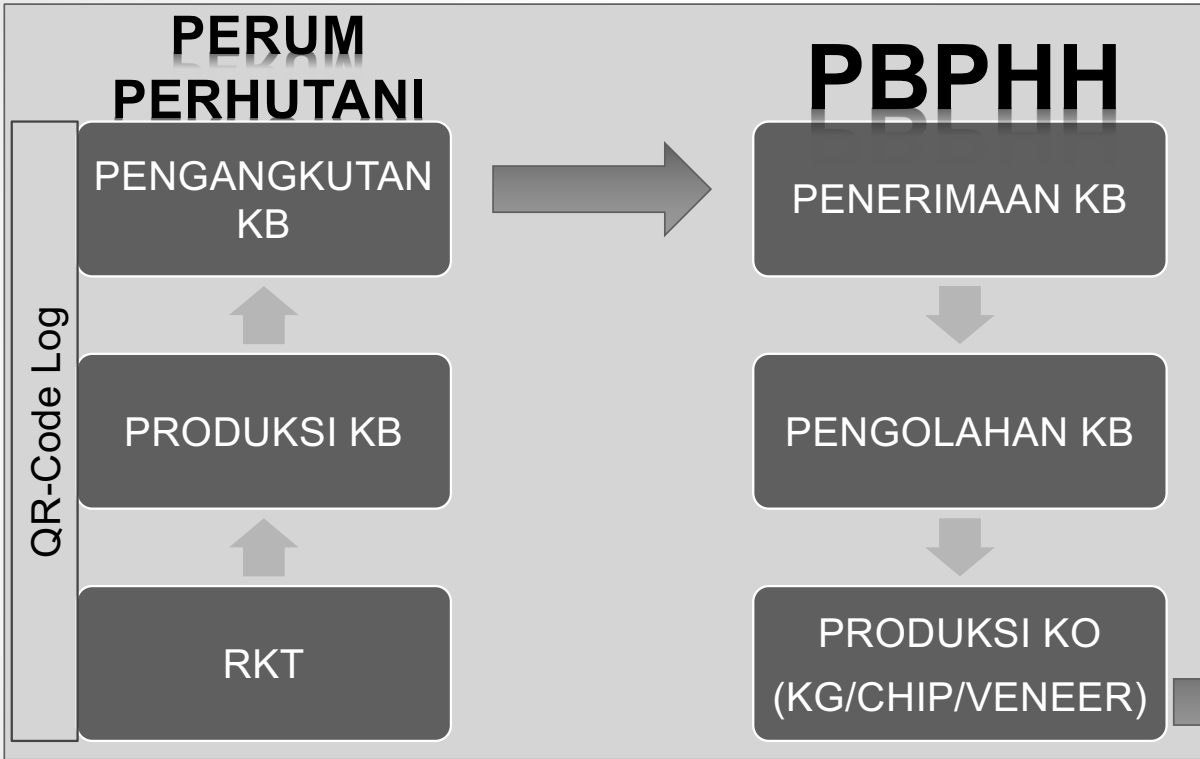 PERUM
PERHUTANI
QR-Code Log
PENGANGKUTAN
KB
PRODUKSI KB
RKT
PBPHH
PENERIMAAN KB
PENGOLAHAN KB
PRODUKSI KO
(KG/CHIP/VENEER)